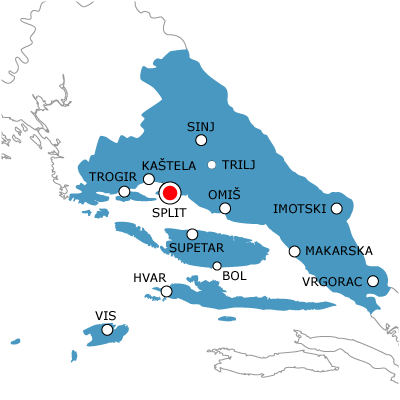 SINJ
KAŠTELA
TRILJ
TROGIR
OMIŠ
SPLIT
IMOTSKI
SUPETAR
MAKARSKA
BOL
HVAR
VRGORAC
VIS